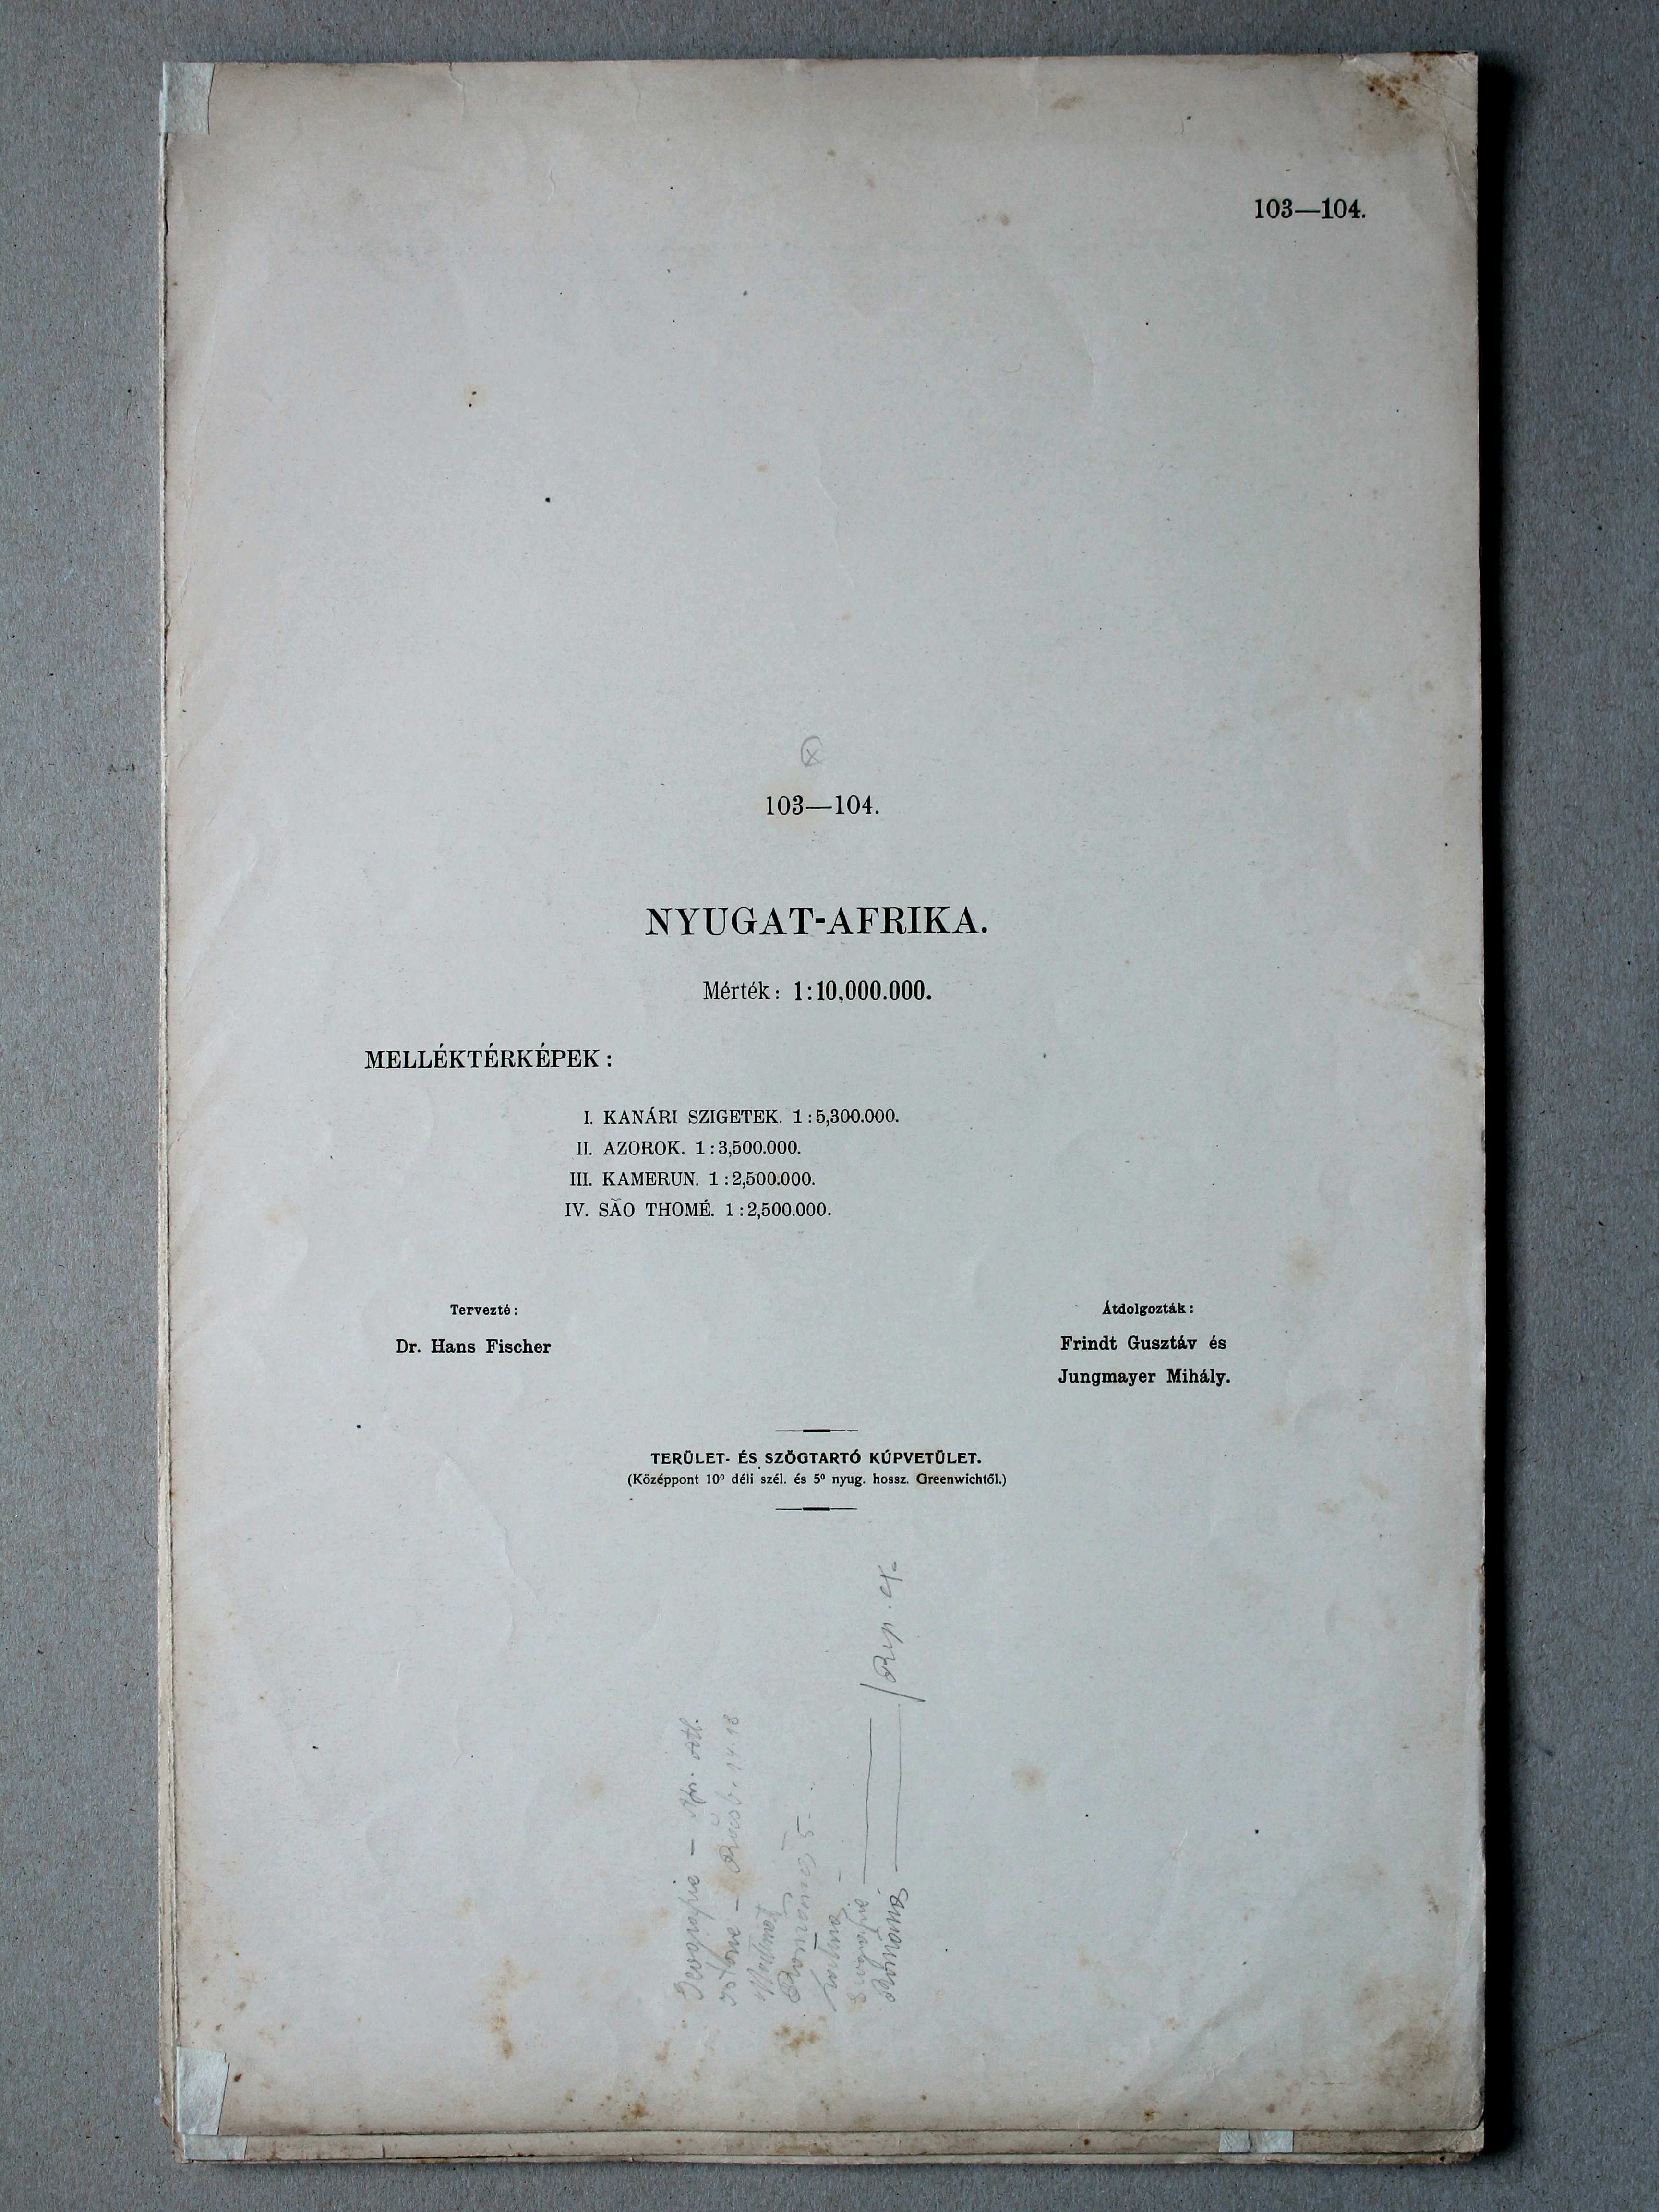 103—104.
103—104.
NYUGAT-AFRIKA.
Mérték: 1:10,000.000.
MELLÉKTÉRKÉPEK:
I. KANÁRI SZIGETEK. 1:5,300.000.
II. AZOROK. 1:3,500.000.
III. KAMERUN. 1:2,500.000.
IV. SÃO THOMÉ. 1:2,500.000.
Tervezté:
Dr. Hans Fischer
Átdolgozták:
Frindt Gusztáv és
Jungmayer Mihály.
TERÜLET- ÉS SZÖGTARTÓ KÚPVETÜLET.
(Középpont 10º déli szél. és 5º nyug. hossz. Greenwichtől.)